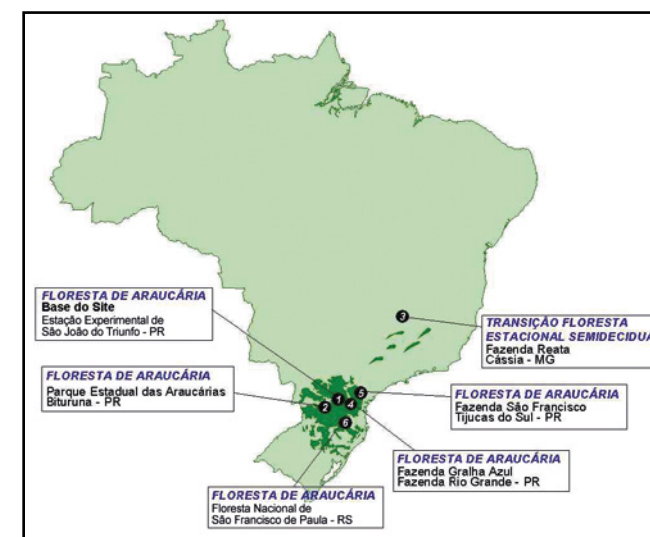 3
FLORESTA DE ARAUCÁRIA
Base do Site
Estação Experimental de
São João do Triunfo - PR
TRANSIÇÃO FLORESTA
ESTACIONAL SEMIDECIDUA
Fazenda Reata
Cássia - MG
FLORESTA DE ARAUCÁRIA
Parque Estadual das Araucárias
Bituruna - PR
1
2
4
5
6
FLORESTA DE ARAUCÁRIA
Fazenda São Francisco
Tijucas do Sul - PR
FLORESTA DE ARAUCÁRIA
Fazenda Gralha Azul
Fazenda Rio Grande - PR
FLORESTA DE ARAUCÁRIA
Floresta Nacional de
São Francisco de Paula - RS